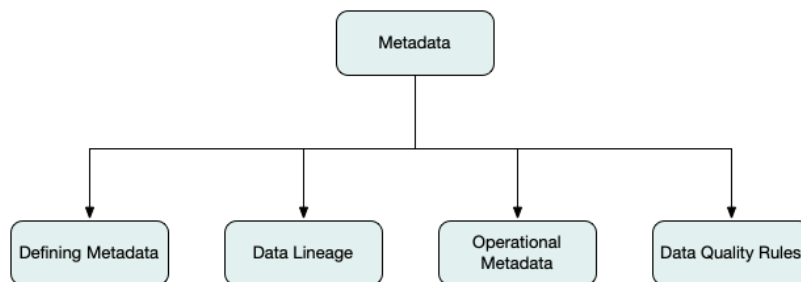 Metadata
Defining Metadata
Data Lineage
Operational
Metadata
Data Quality Rules